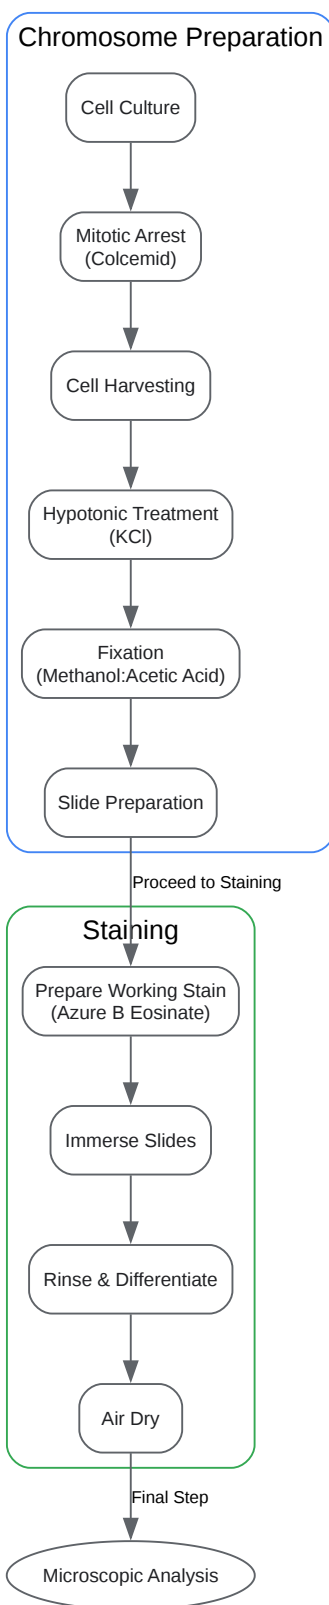 Chromosome Preparation
Cell Culture
Mitotic Arrest
(Colcemid)
Cell Harvesting
Hypotonic Treatment
(KCl)
Fixation
(Methanol:Acetic Acid)
Slide Preparation
Proceed to Staining
Staining
Prepare Working Stain
(Azure B Eosinate)
Immerse Slides
Rinse & Differentiate
Air Dry
Final Step
Microscopic Analysis